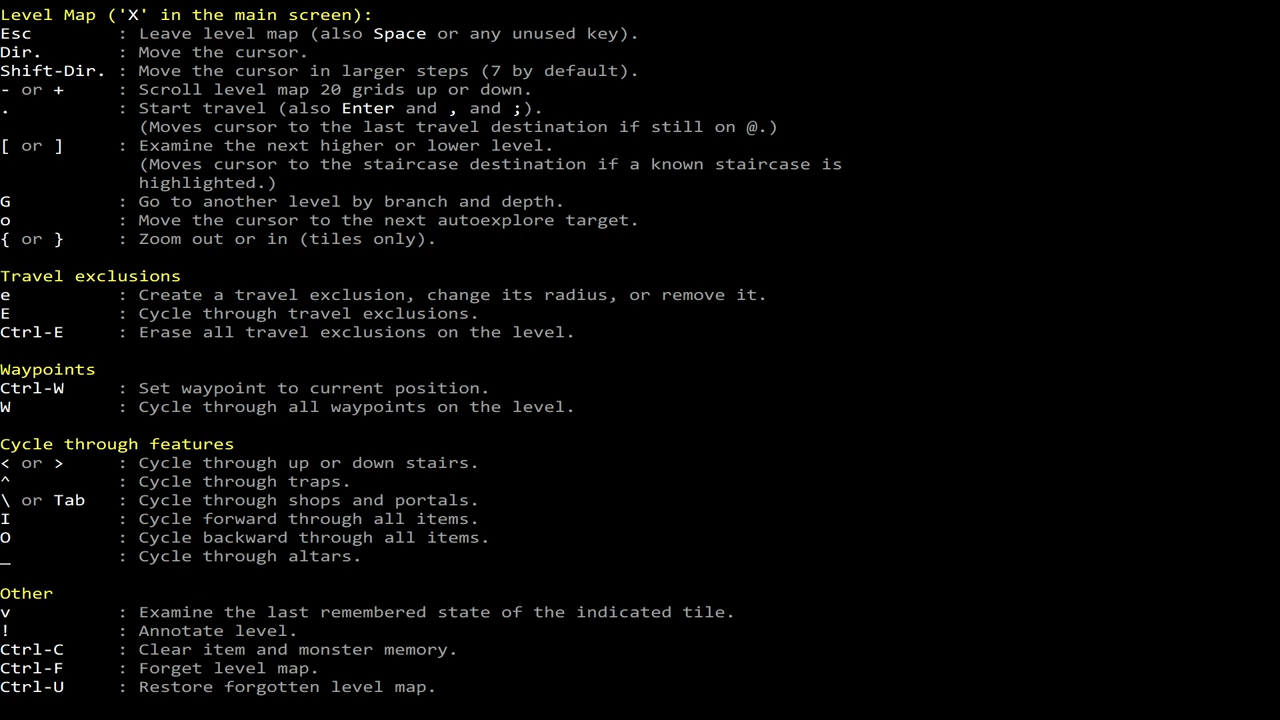 Level Map ('X' in the main screen):
Esc : Leave level map (also Space or any unused key).
Dir. : Move the cursor.
Shift-Dir. : Move the cursor in larger steps (7 by default).
- or + : Scroll level map 20 grids up or down.
. : Start travel (also Enter and , and ;).
(Moves cursor to the last travel destination if still on @.)
[ or ] : Examine the next higher or lower level.
(Moves cursor to the staircase destination if a known staircase is
highlighted.)
G : Go to another level by branch and depth.
o : Move the cursor to the next autoexplore target.
{ or } : Zoom out or in (tiles only).
Travel exclusions
e : Create a travel exclusion, change its radius, or remove it.
E : Cycle through travel exclusions.
Ctrl-E : Erase all travel exclusions on the level.
Waypoints
Ctrl-W : Set waypoint to current position.
W : Cycle through all waypoints on the level.
Cycle through features
< or > : Cycle through up or down stairs.
^ : Cycle through traps.
\ or Tab : Cycle through shops and portals.
I : Cycle forward through all items.
O : Cycle backward through all items.
_ : Cycle through altars.
Other
v : Examine the last remembered state of the indicated tile.
! : Annotate level.
Ctrl-C : Clear item and monster memory.
Ctrl-F : Forget level map.
Ctrl-U : Restore forgotten level map.